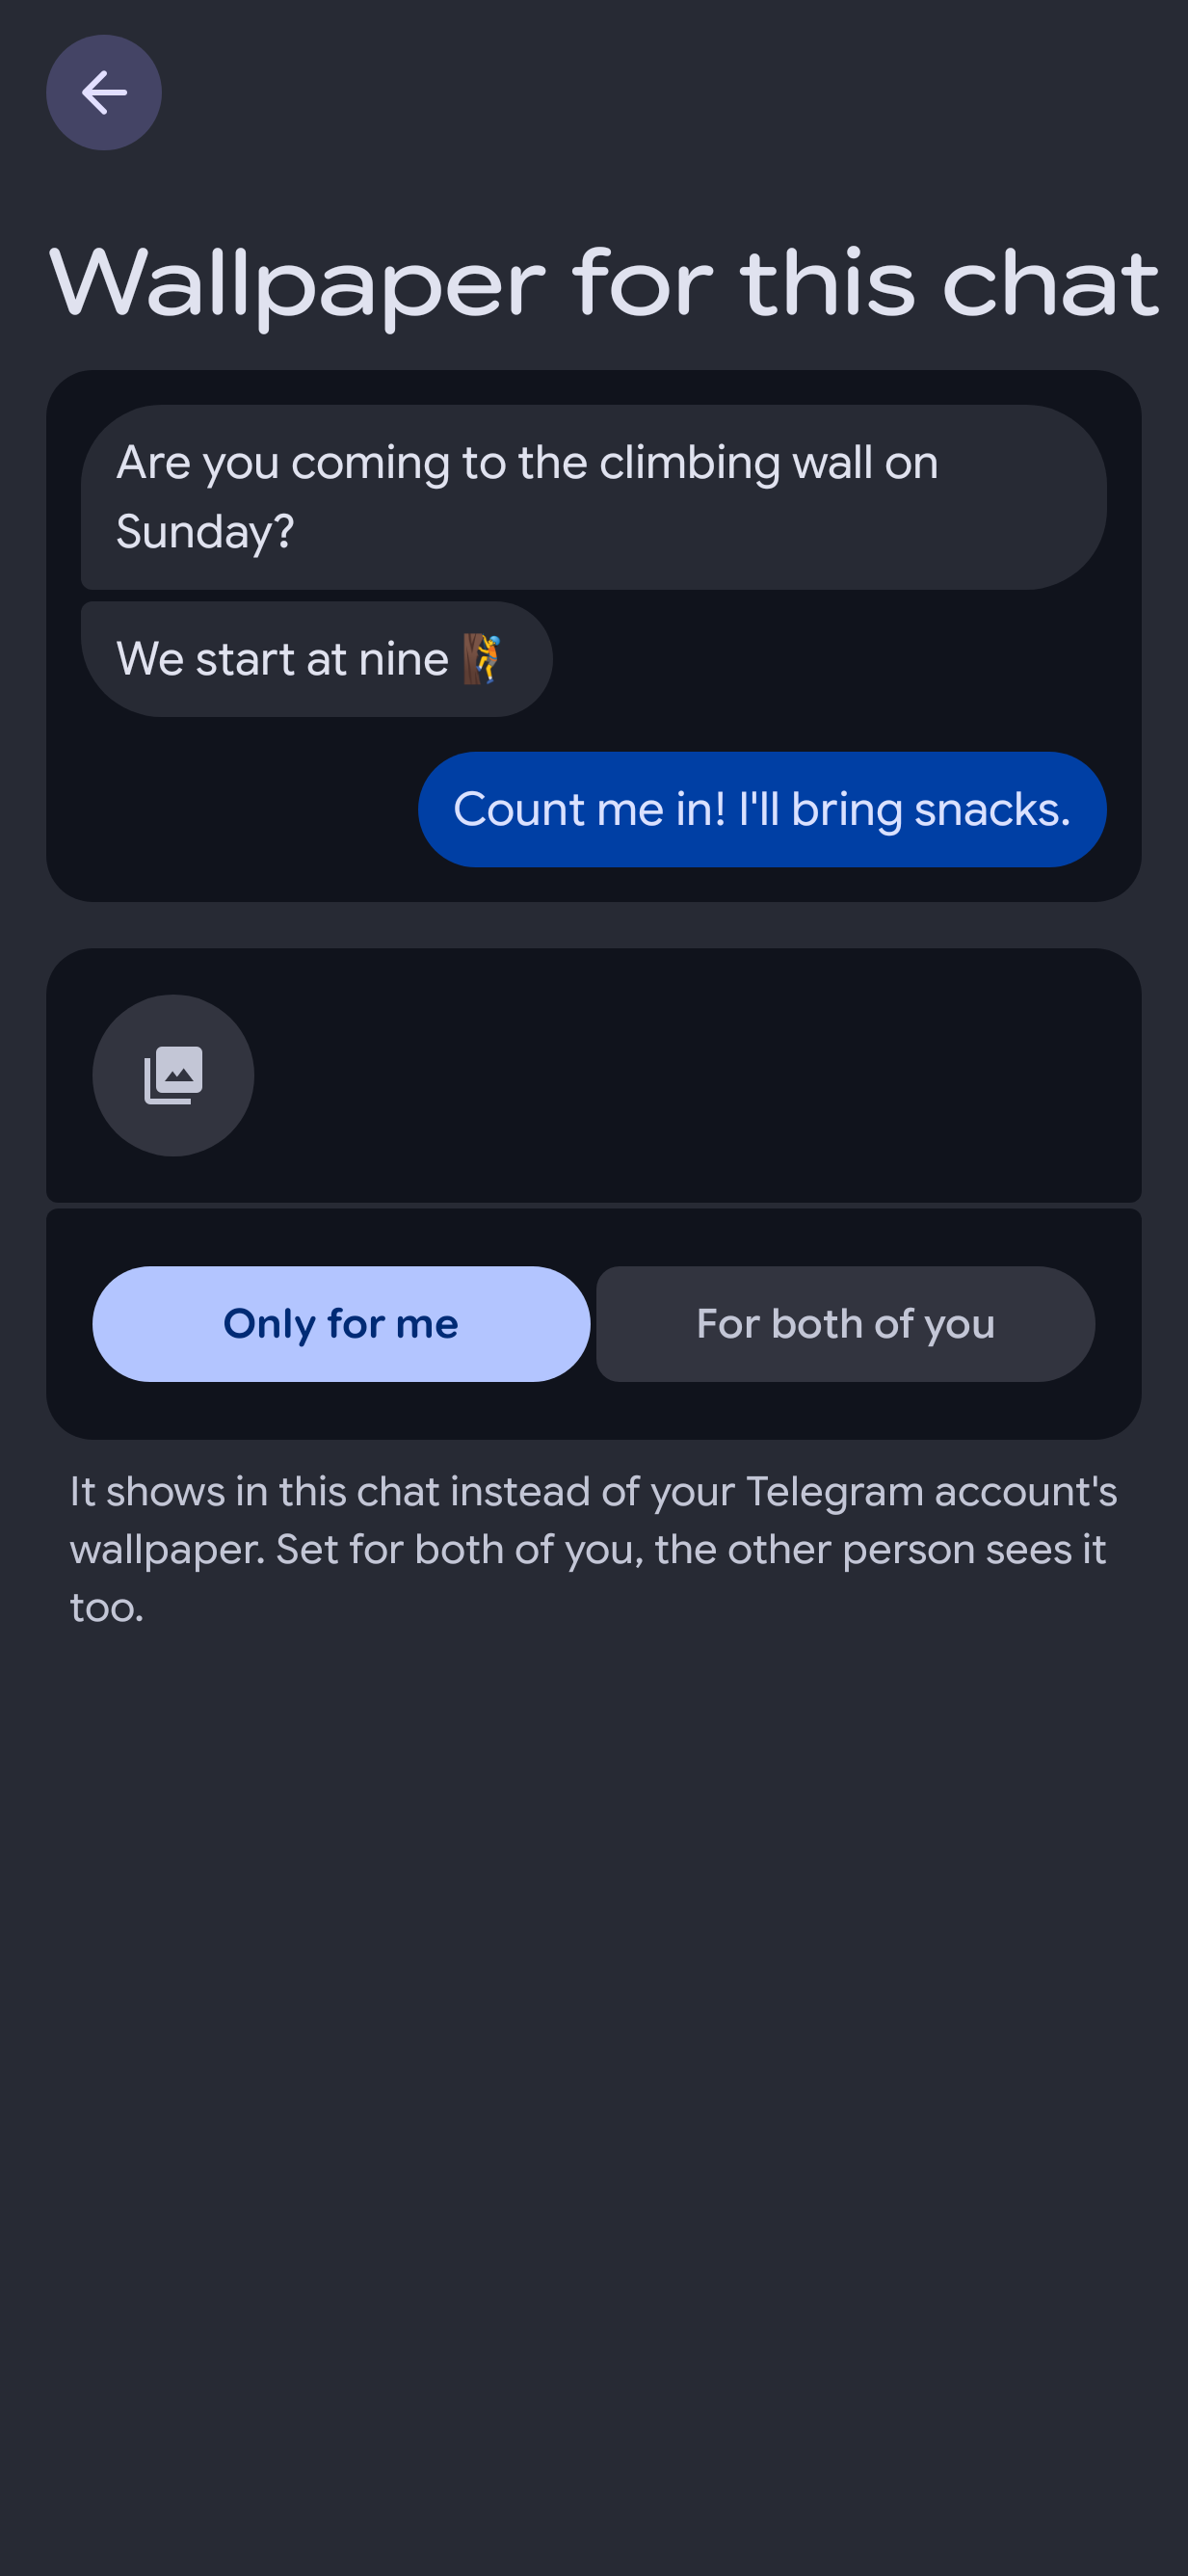 Wallpaper for this chat
Are you coming to the climbing wall on
Sunday?
We start at nine 🧗
Count me in! I'll bring snacks.
Only for me
For both of you
It shows in this chat instead of your Telegram account's
wallpaper. Set for both of you, the other person sees it
too.